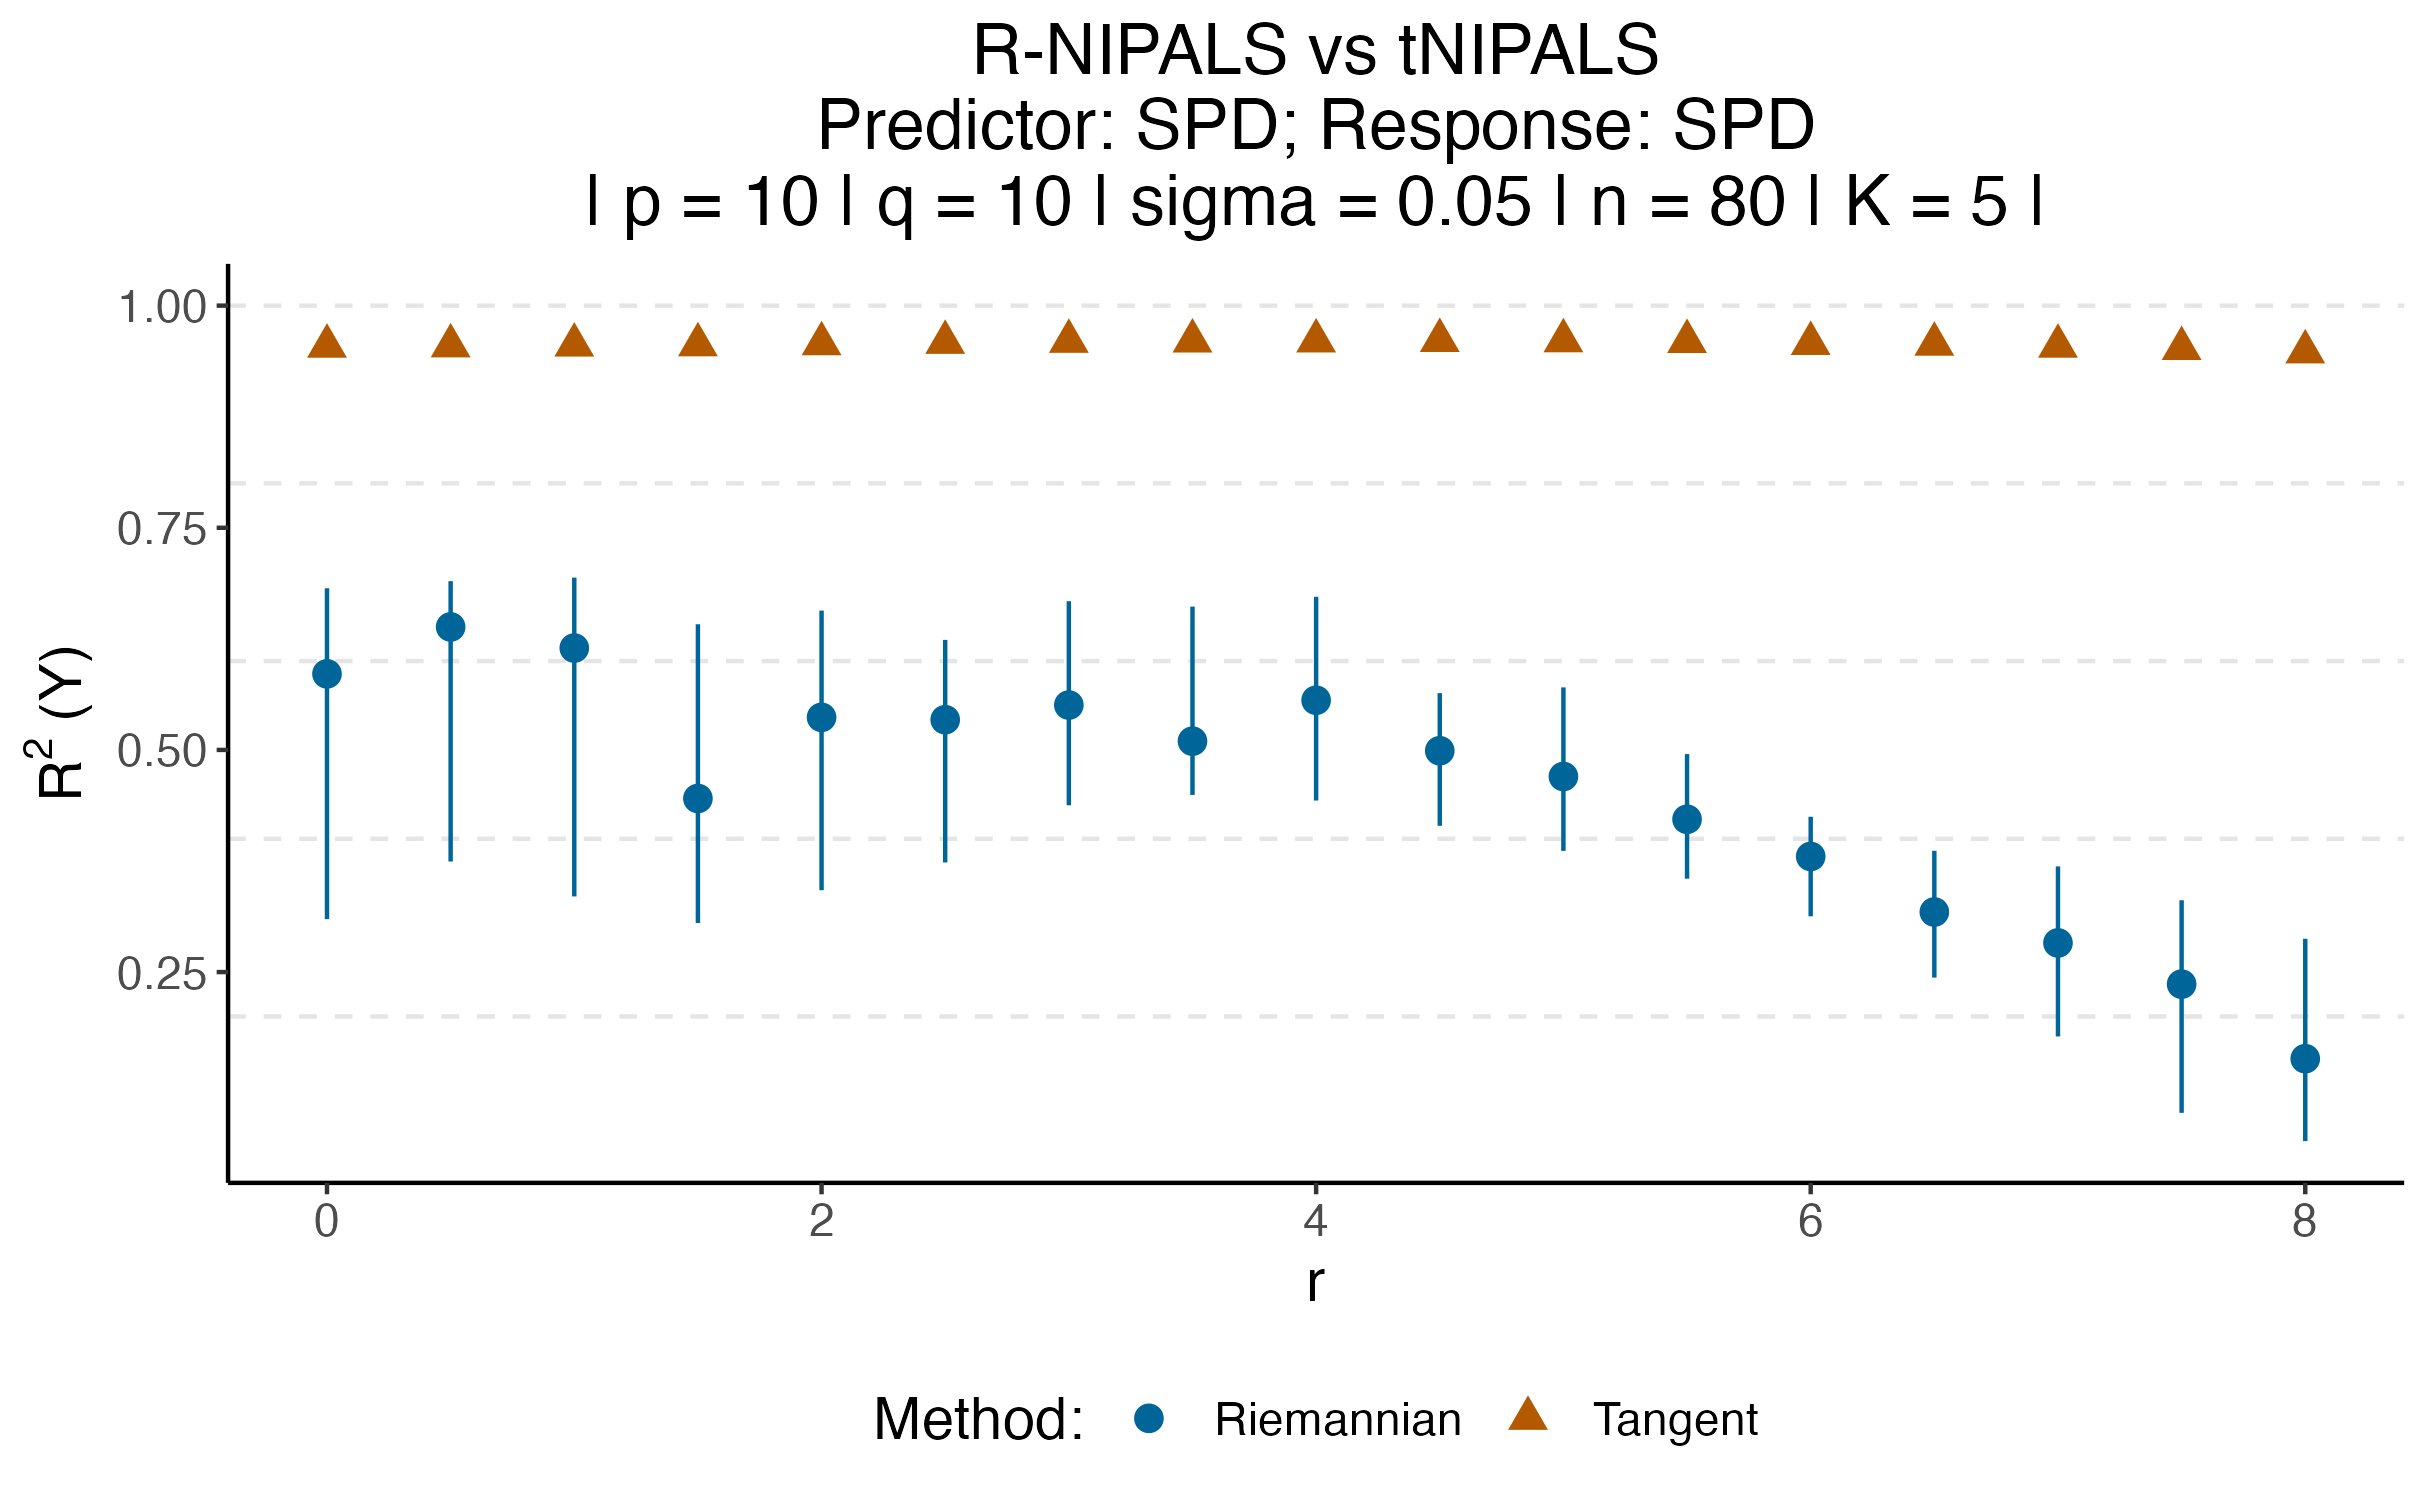 R-NIPALS vs tNIPALS
Predictor: SPD; Response: SPD
| p = 10 | q = 10 | sigma = 0.05 | n = 80 | K = 5 |
R² (Y)
1.00
0.75
0.50
0.25
0 2 4 6 8
r
Method: Riemannian Tangent